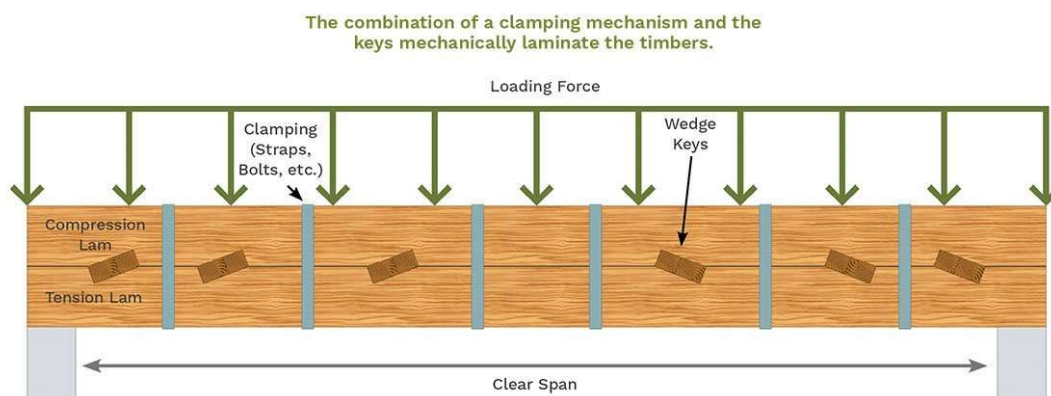 The combination of a clamping mechanism and the
keys mechanically laminate the timbers.
Loading Force
Clamping
(Straps,
Bolts, etc.)
Wedge
Keys
Compression
Lam
Tension Lam
Clear Span